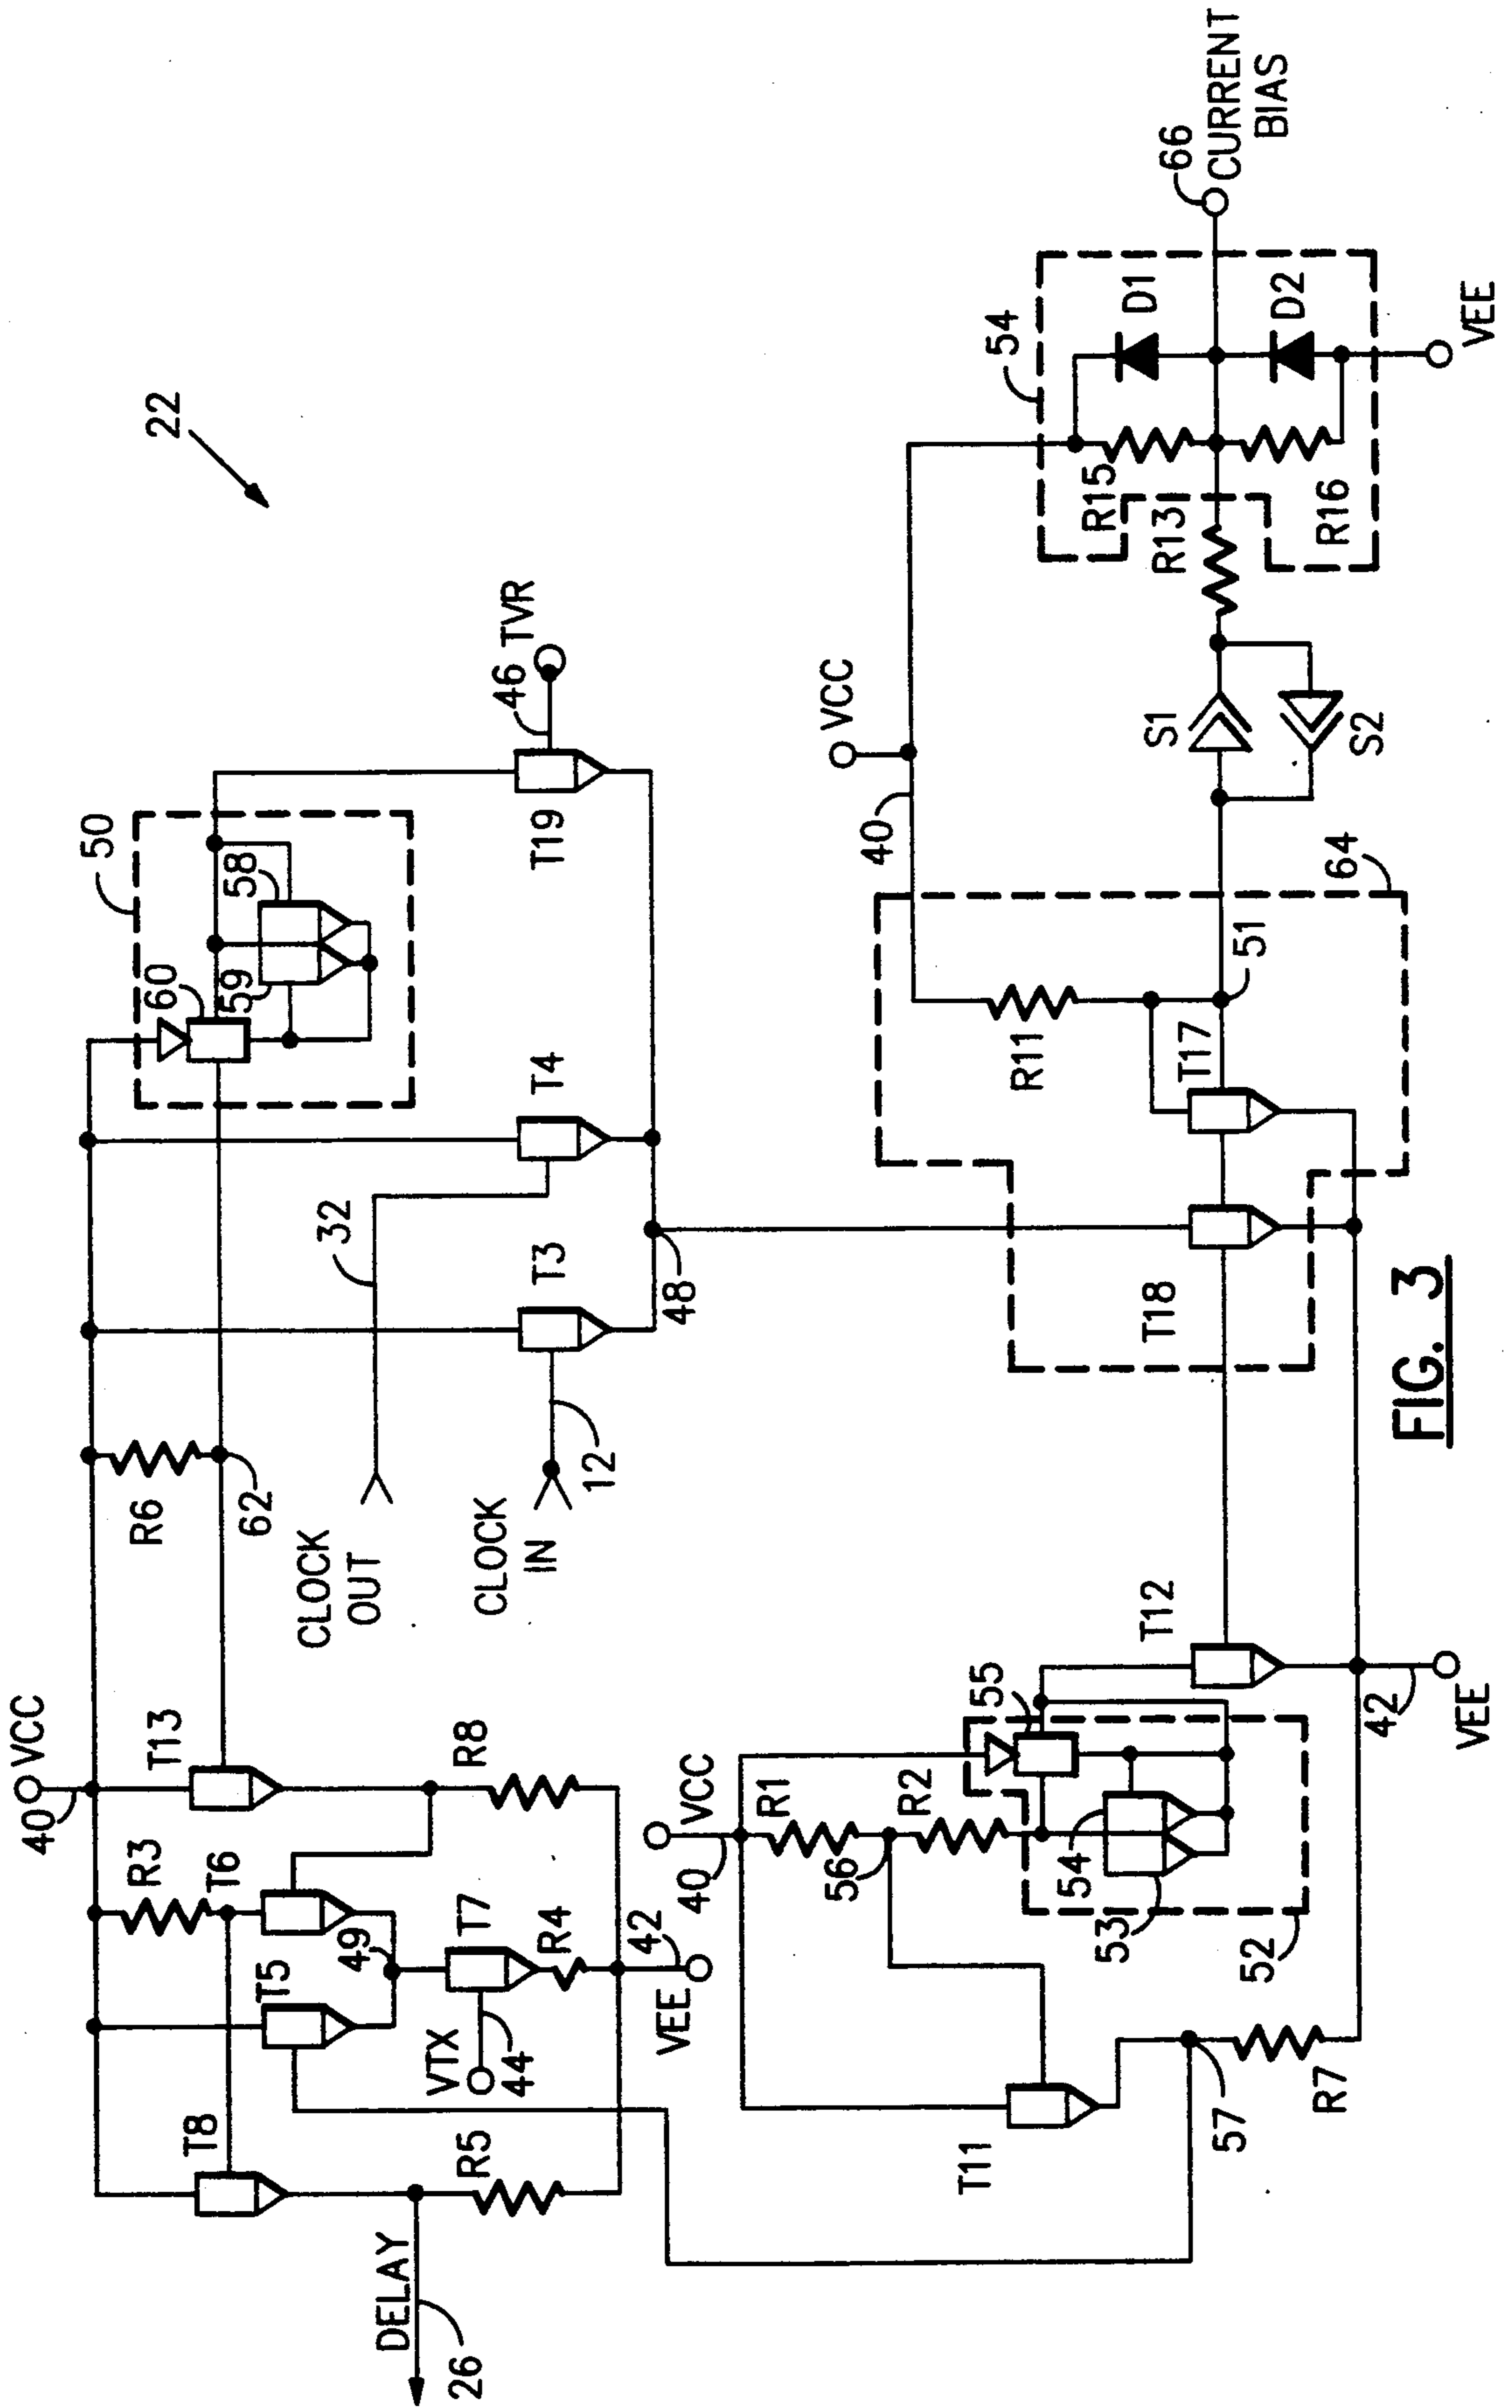 22
40
VCC
R3
T6
T13
R6
62
T8
T5
49
T7
R8
VTX
44
R4
42
VEE
R5
DELAY
26
CLOCK
OUT
32
CLOCK
IN
12
T3
T4
48
50
60
59
58
T19
46
TVR
VCC
40
R1
56
R2
55
54
53
52
T11
57
R7
T12
42
VEE
T18
T17
R11
51
64
40
VCC
S1
S2
R13
R15
R16
54
D1
D2
66
CURRENT
BIAS
VEE
FIG. 3